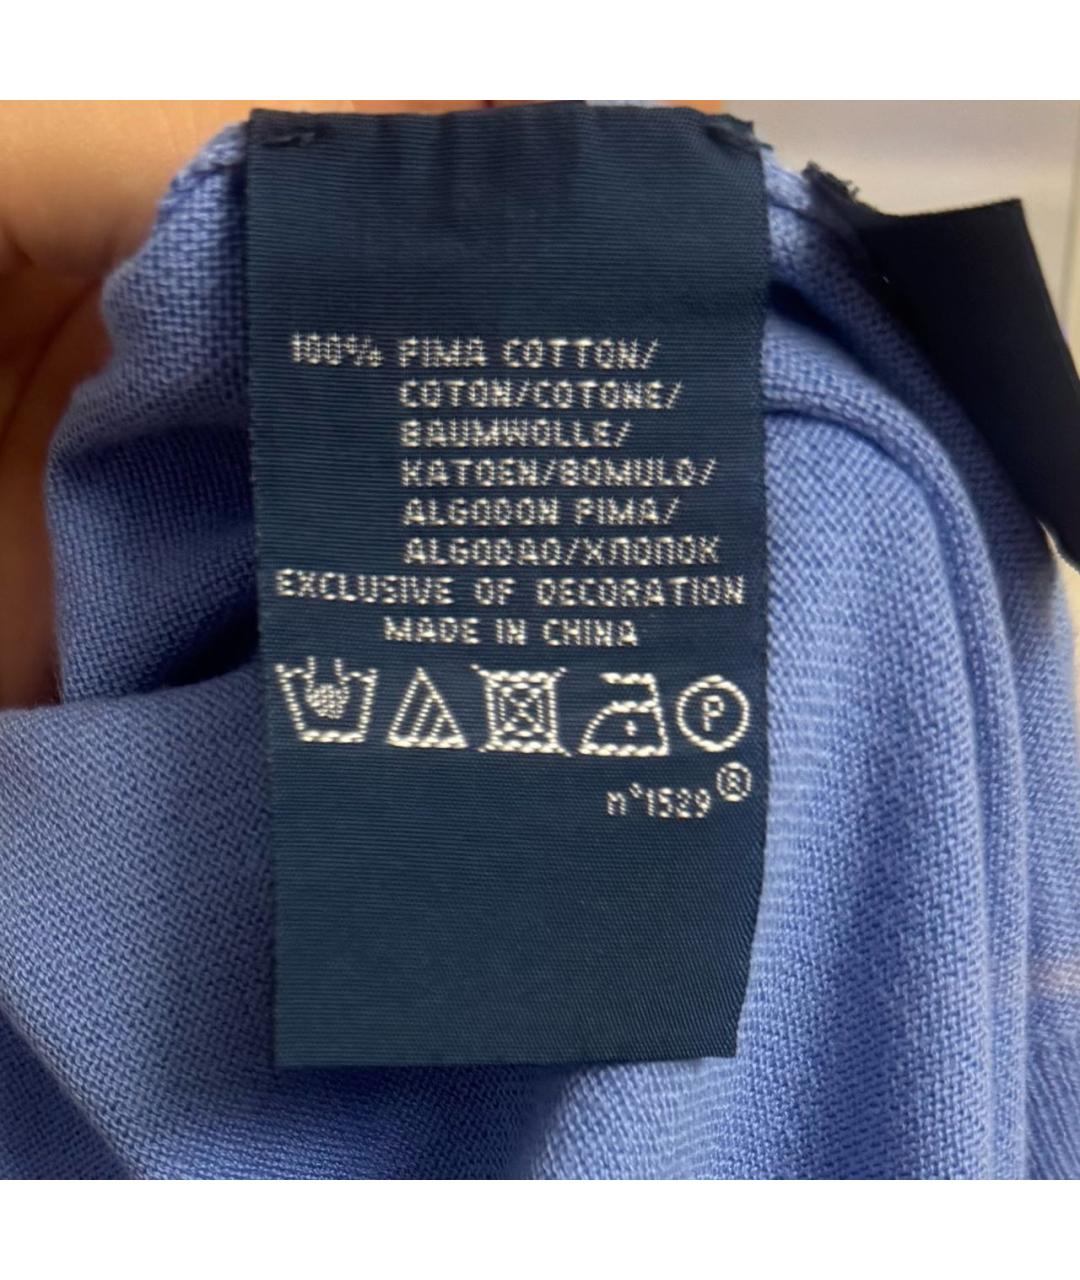 100% PIMA COTTON/
COTON/COTONE/
BAUMWOLLE/
KATOEN/BOMULD/
ALGODON PIMA/
ALGODAO/ХЛОПОК
EXCLUSIVE OF DECORATION
MADE IN CHINA
P
n°1529®